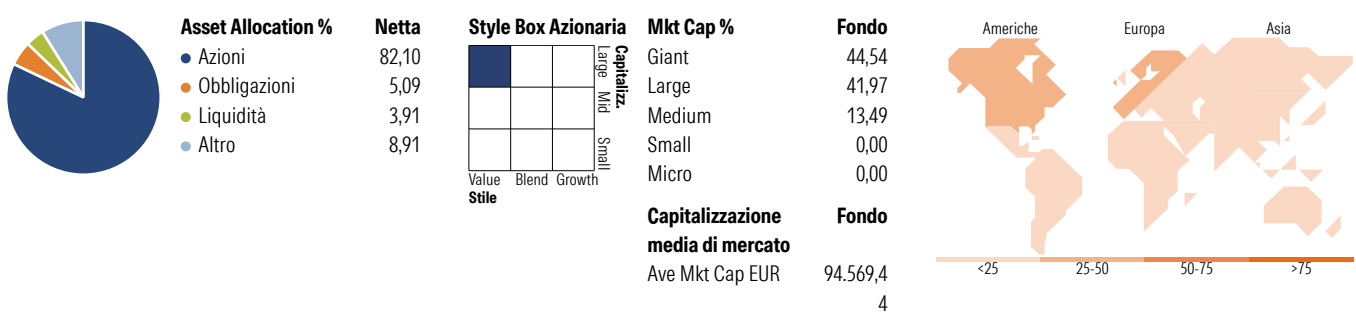 Asset Allocation % Netta
Azioni 82,10
Obbligazioni 5,09
Liquidità 3,91
Altro 8,91
Style Box Azionaria
Capitalizz.
Large Mid Small
Value Blend Growth
Stile
Mkt Cap % Fondo
Giant 44,54
Large 41,97
Medium 13,49
Small 0,00
Micro 0,00
Capitalizzazione Fondo
media di mercato
Ave Mkt Cap EUR 94.569,4
4
Americhe Europa Asia
<25 25-50 50-75 >75